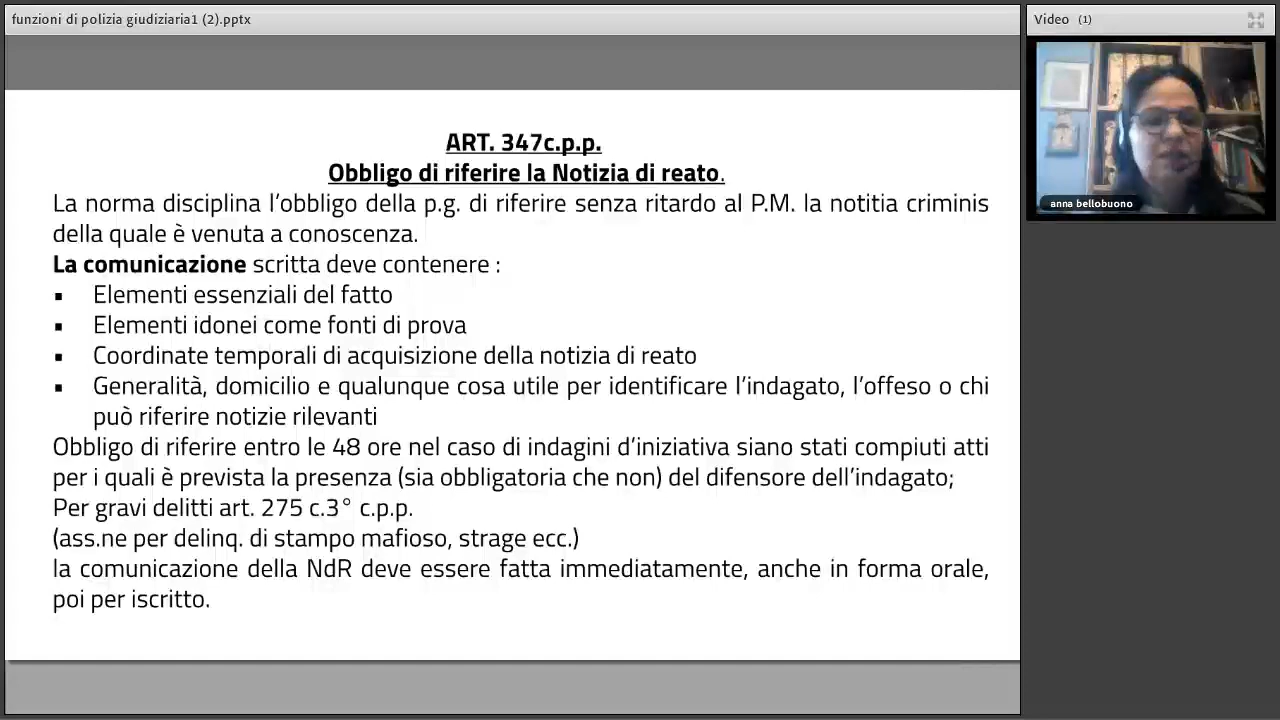 funzioni di polizia giudiziaria1 (2).pptx
Video (1)
anna bellobuono
ART. 347c.p.p.
Obbligo di riferire la Notizia di reato.
La norma disciplina l’obbligo della p.g. di riferire senza ritardo al P.M. la notitia criminis
della quale è venuta a conoscenza.
La comunicazione scritta deve contenere :
▪ Elementi essenziali del fatto
▪ Elementi idonei come fonti di prova
▪ Coordinate temporali di acquisizione della notizia di reato
▪ Generalità, domicilio e qualunque cosa utile per identificare l’indagato, l’offeso o chi
può riferire notizie rilevanti
Obbligo di riferire entro le 48 ore nel caso di indagini d’iniziativa siano stati compiuti atti
per i quali è prevista la presenza (sia obbligatoria che non) del difensore dell’indagato;
Per gravi delitti art. 275 c.3° c.p.p.
(ass.ne per delinq. di stampo mafioso, strage ecc.)
la comunicazione della NdR deve essere fatta immediatamente, anche in forma orale,
poi per iscritto.